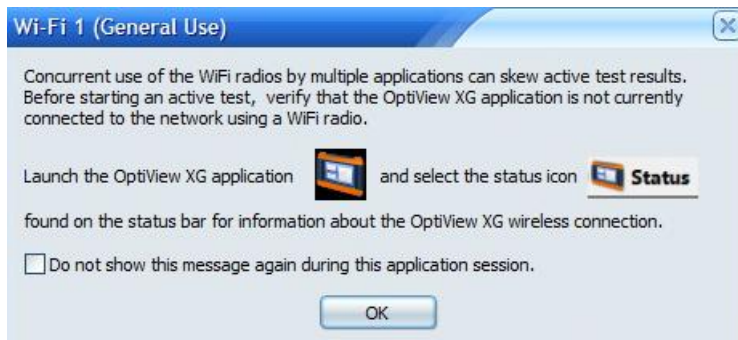 Wi-Fi 1 (General Use)
Concurrent use of the WiFi radios by multiple applications can skew active test results.
Before starting an active test, verify that the OptiView XG application is not currently
connected to the network using a WiFi radio.
Launch the OptiView XG application and select the status icon Status
found on the status bar for information about the OptiView XG wireless connection.
Do not show this message again during this application session.
OK